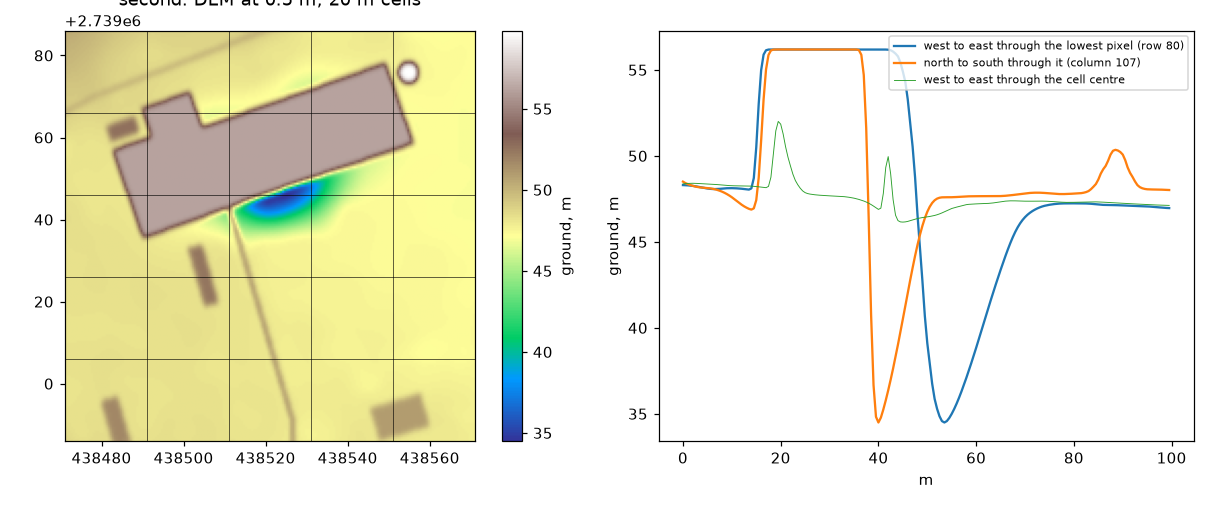 second: DEM at 0.5 m, 20 m cells
+2.739e6
80
60
40
20
0
438480 438500 438520 438540 438560
55
50
45
40
35
ground, m
55
50
45
40
35
ground, m
west to east through the lowest pixel (row 80)
north to south through it (column 107)
west to east through the cell centre
0 20 40 60 80 100
m